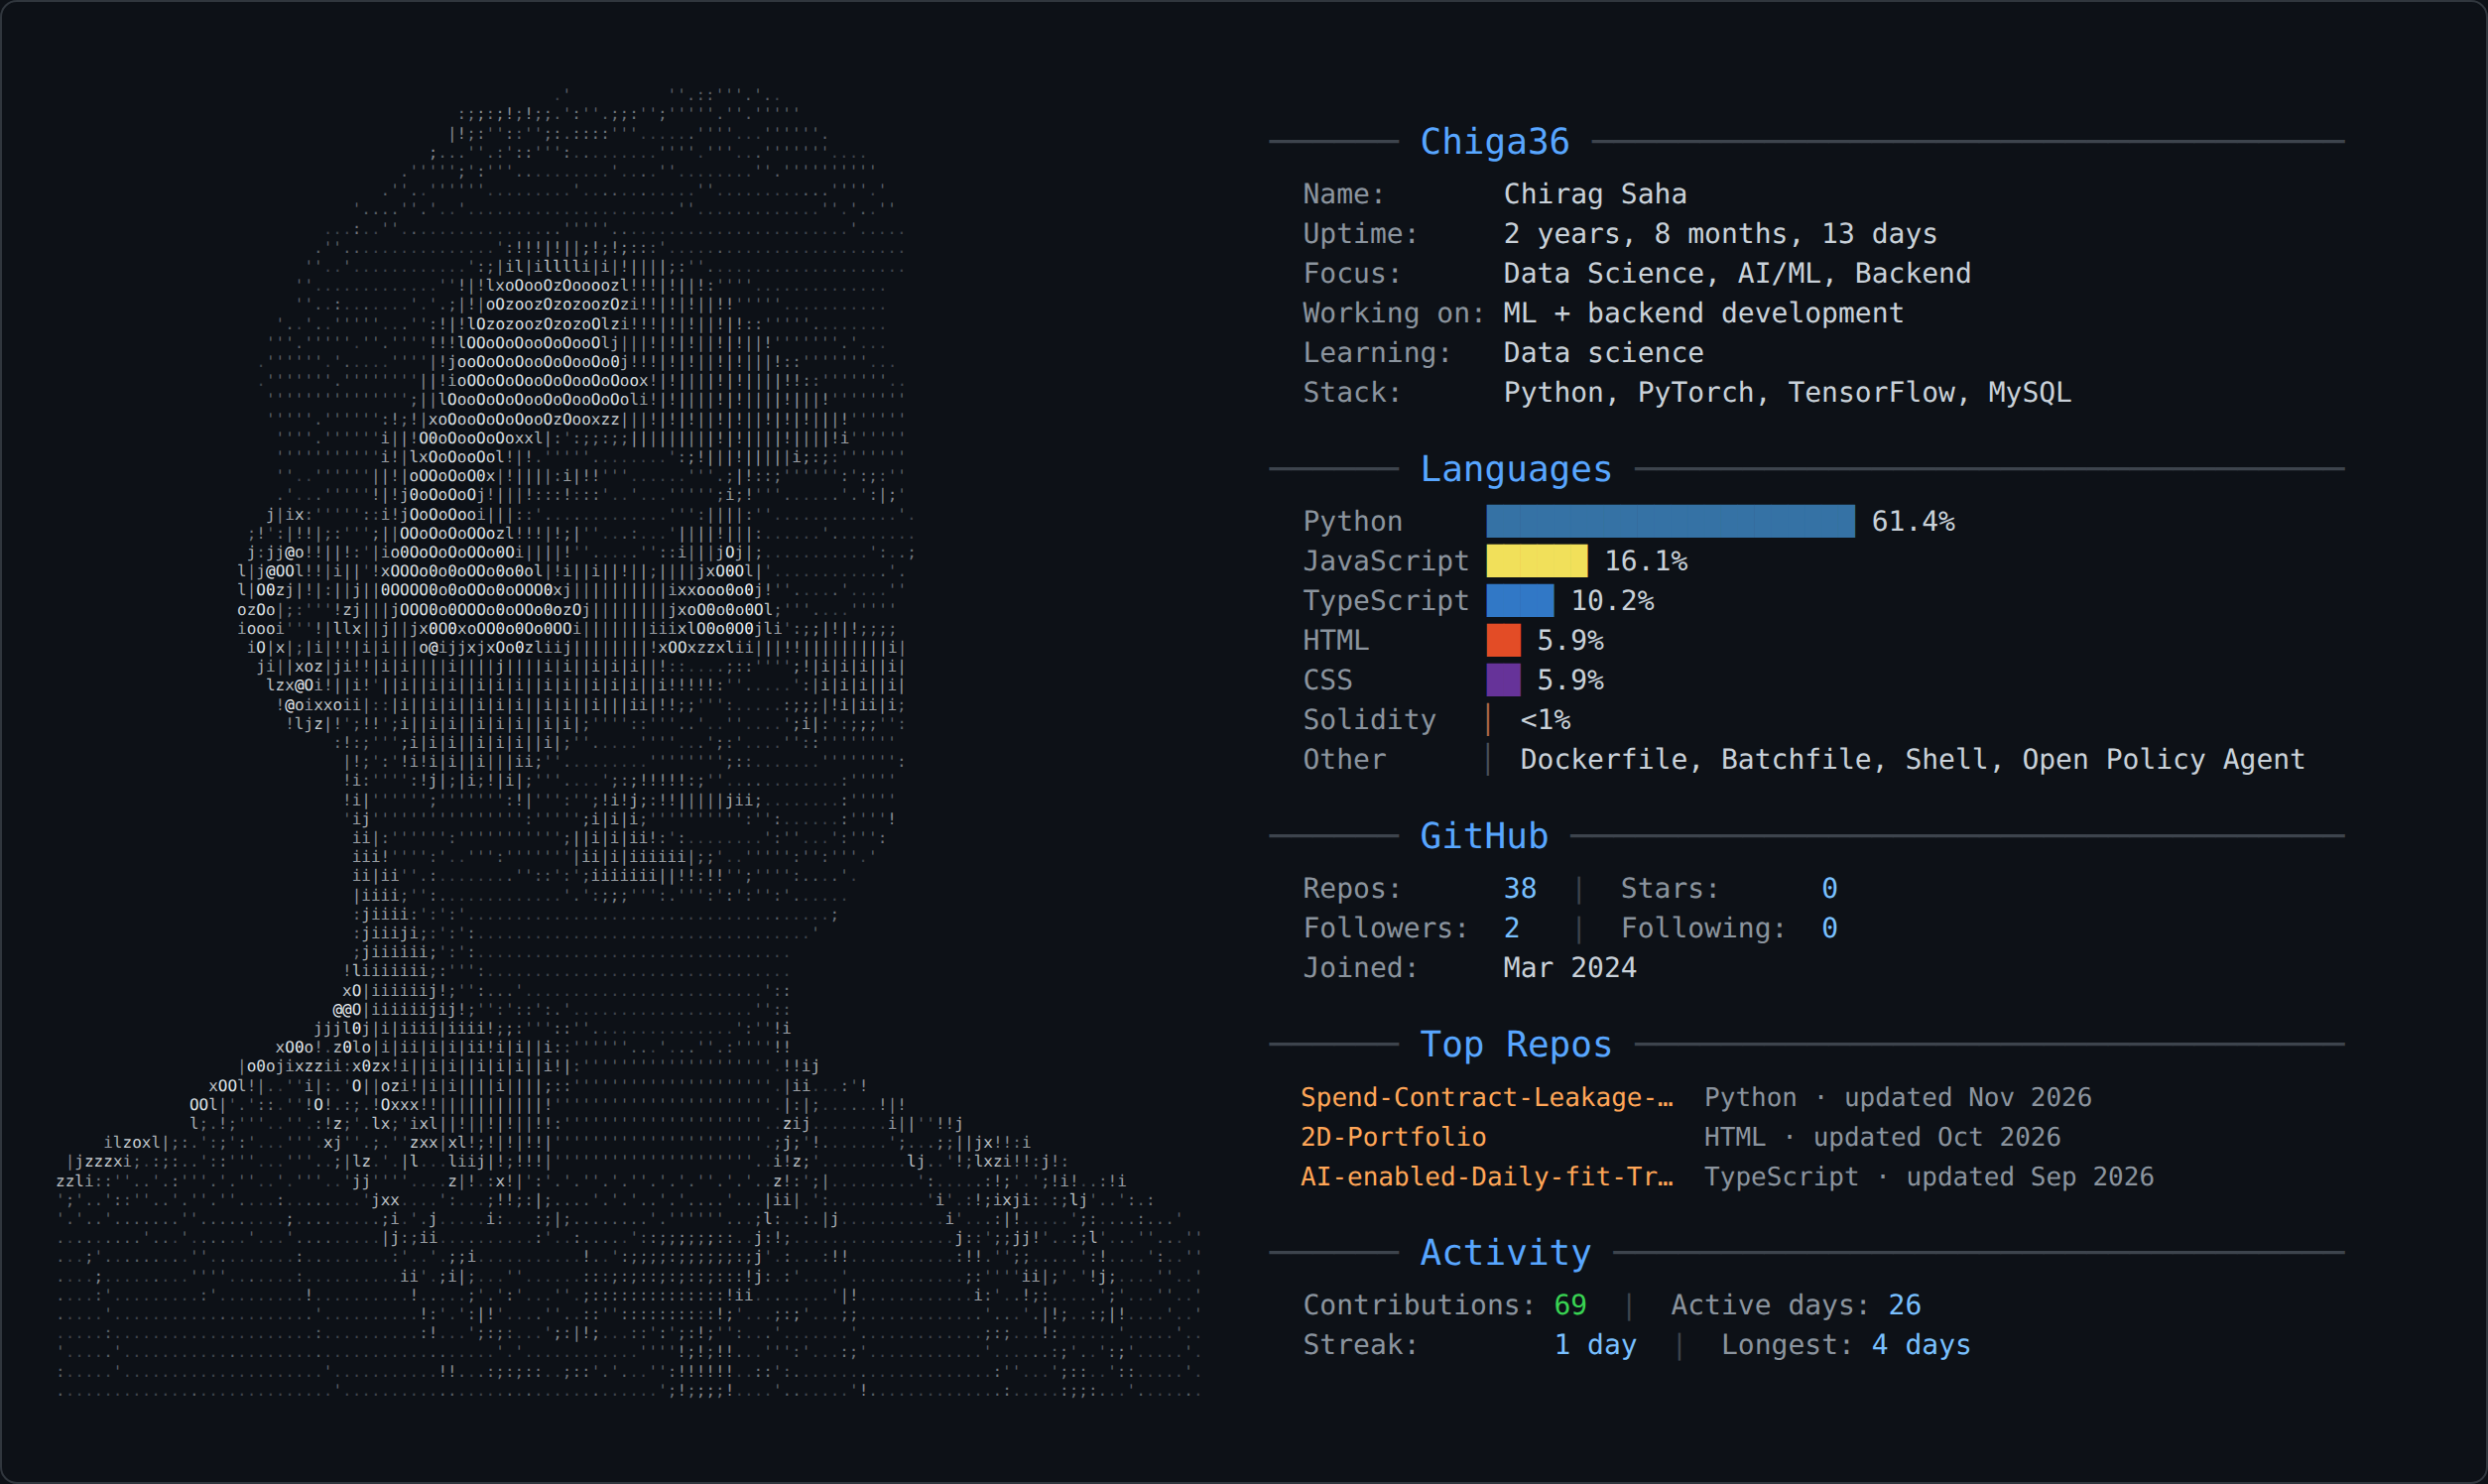 Chiga36
Name: Chirag Saha
Uptime: 2 years, 8 months, 13 days
Focus: Data Science, AI/ML, Backend
Working on: ML + backend development
Learning: Data science
Stack: Python, PyTorch, TensorFlow, MySQL
Languages
Python 61.4%
JavaScript 16.1%
TypeScript 10.2%
HTML 5.9%
CSS 5.9%
Solidity <1%
Other Dockerfile, Batchfile, Shell, Open Policy Agent
GitHub
Repos: 38 | Stars: 0
Followers: 2 | Following: 0
Joined: Mar 2024
Top Repos
Spend-Contract-Leakage-… Python · updated Nov 2026
2D-Portfolio HTML · updated Oct 2026
AI-enabled-Daily-fit-Tr… TypeScript · updated Sep 2026
Activity
Contributions: 69 | Active days: 26
Streak: 1 day | Longest: 4 days